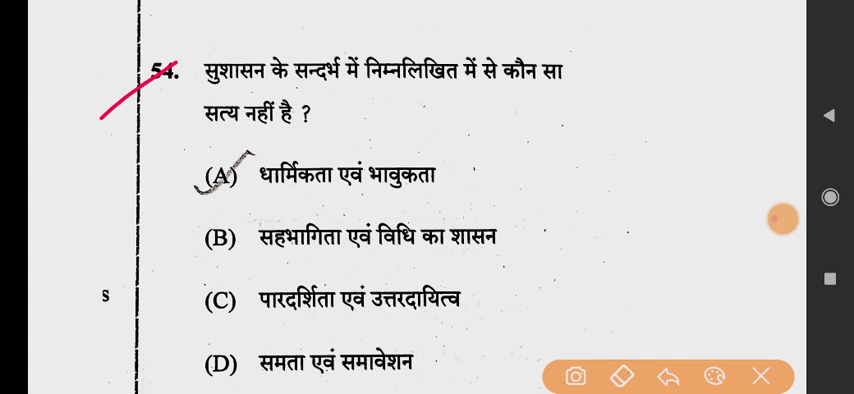 54. सुशासन के सन्दर्भ में निम्नलिखित में से कौन सा
सत्य नहीं है ?
(A) धार्मिकता एवं भावुकता
(B) सहभागिता एवं विधि का शासन
S
(C) पारदर्शिता एवं उत्तरदायित्व
(D) समता एवं समावेशन